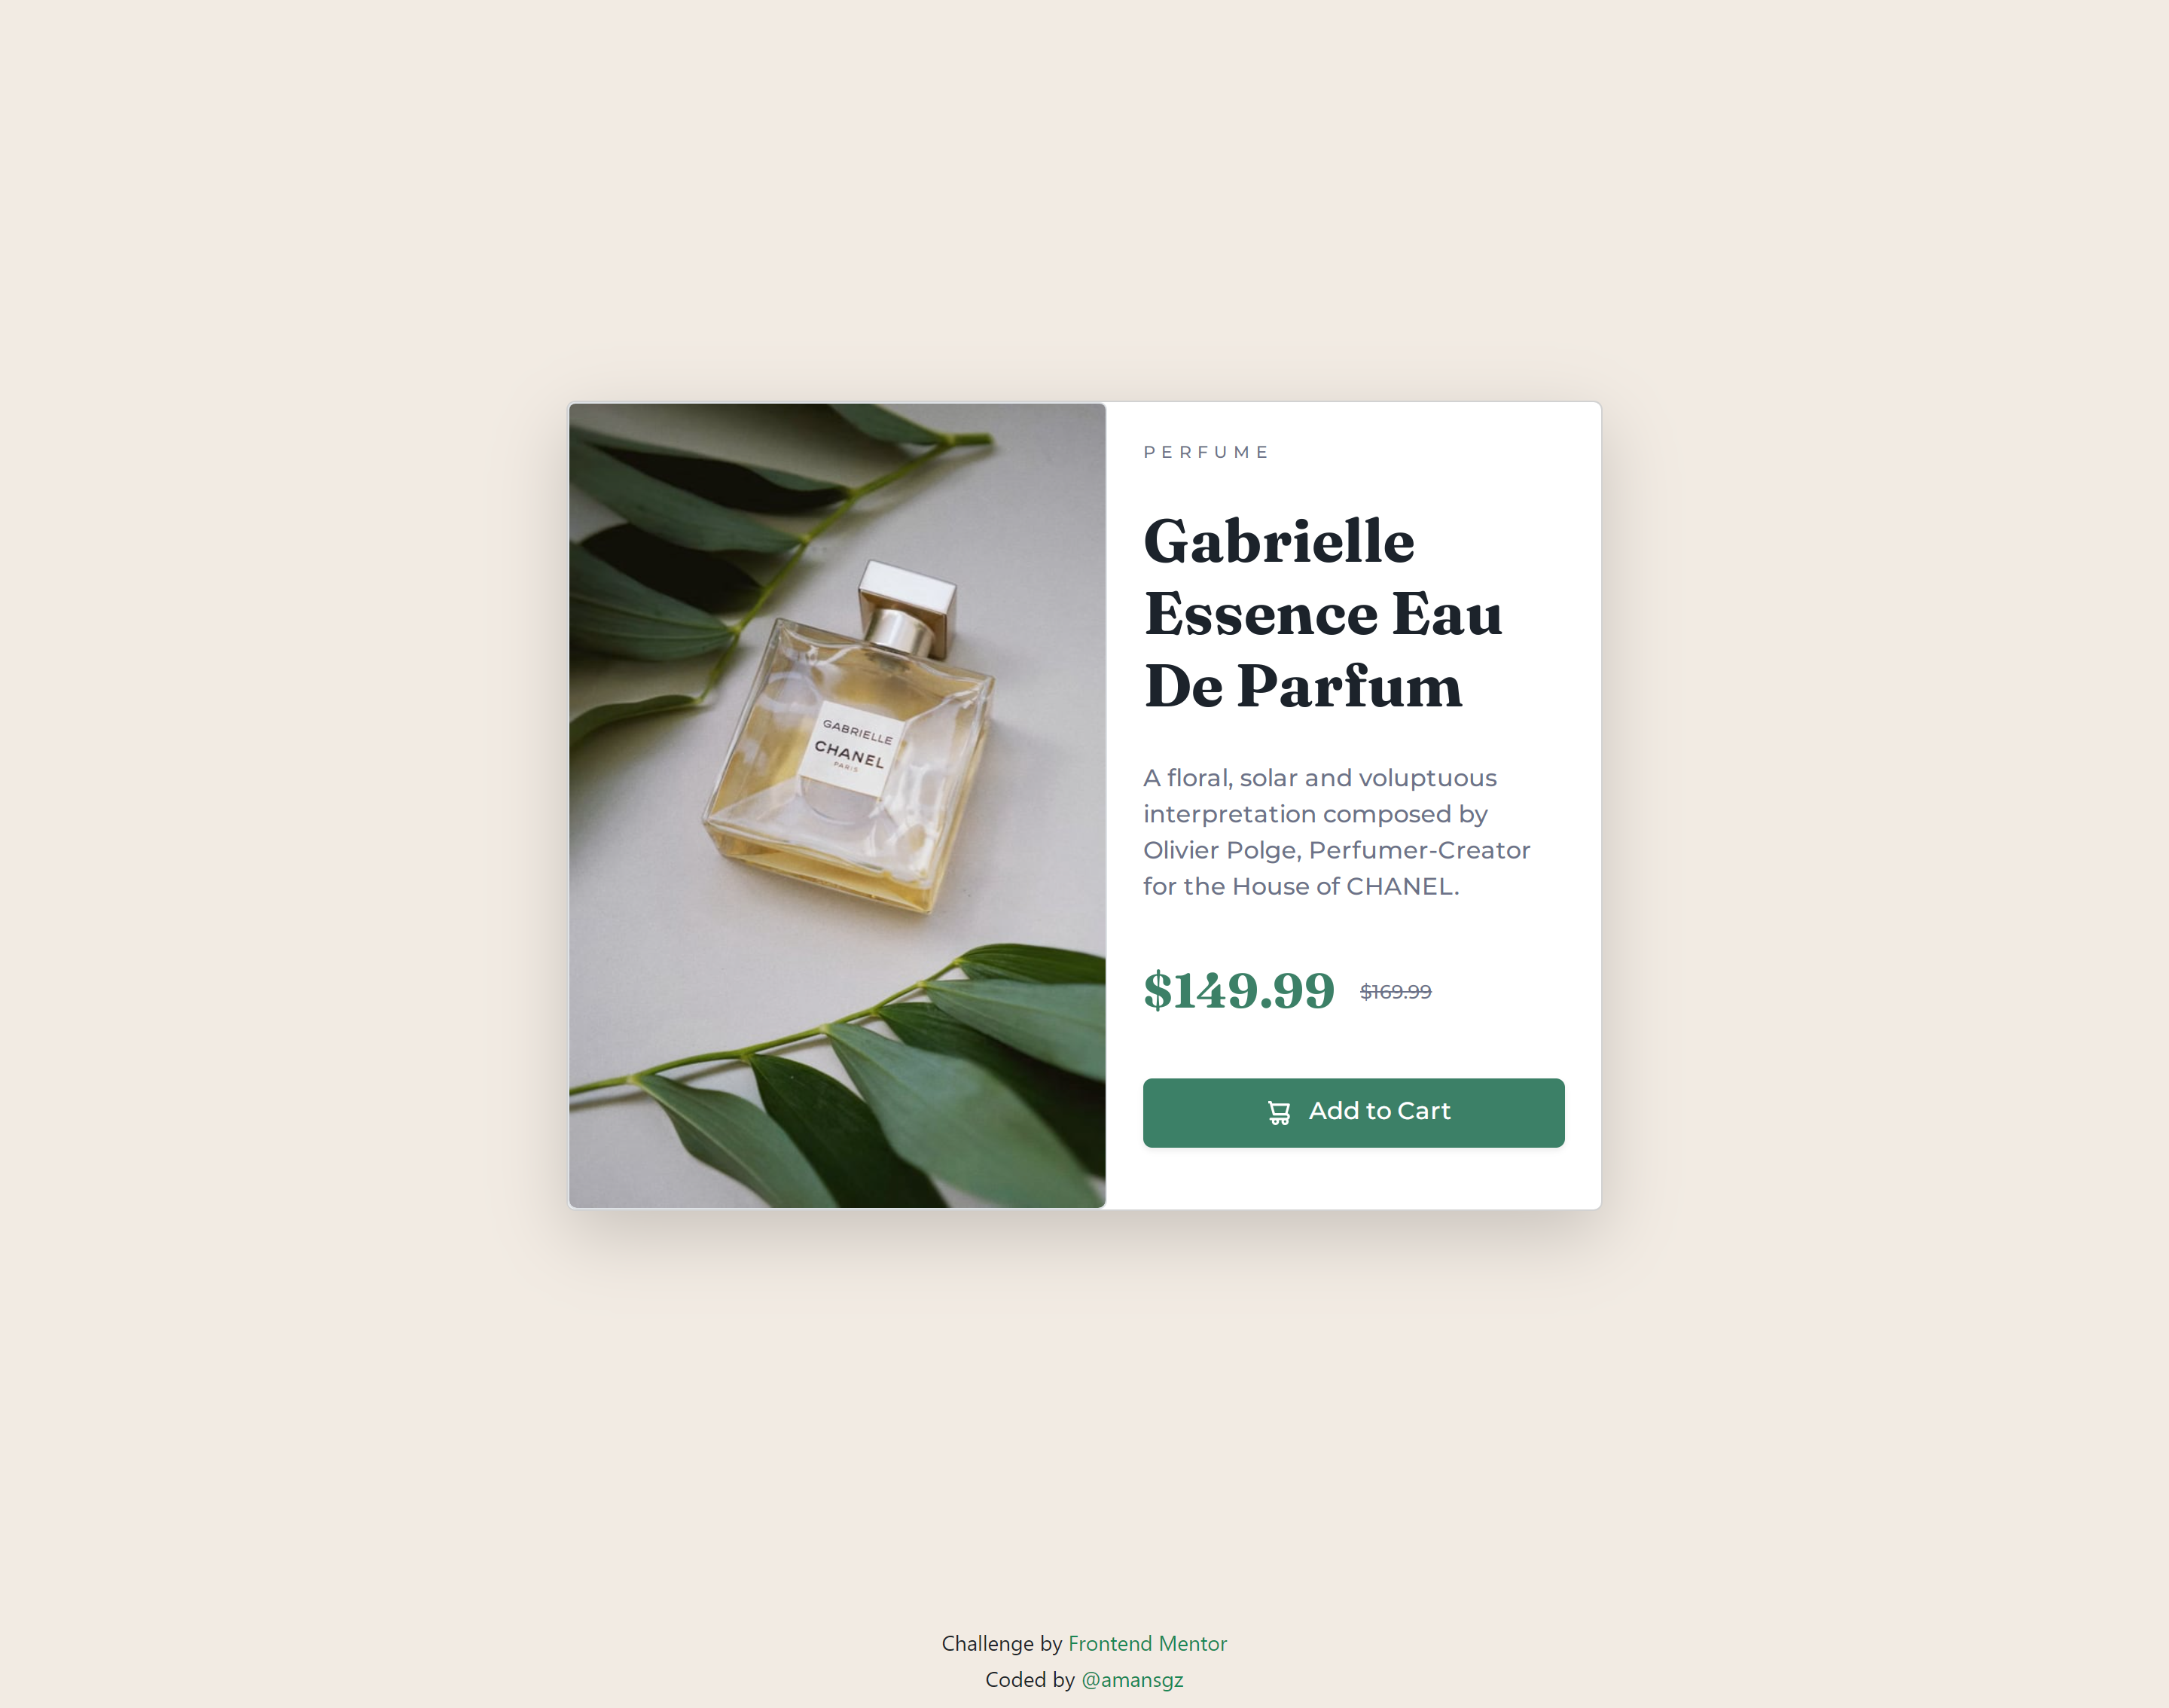 GABRIELLE
CHANEL
PARIS
PERFUME
Gabrielle
Essence Eau
De Parfum
A floral, solar and voluptuous
interpretation composed by
Olivier Polge, Perfumer-Creator
for the House of CHANEL.
$149.99 $169.99
Add to Cart
Challenge by Frontend Mentor
Coded by @amansgz